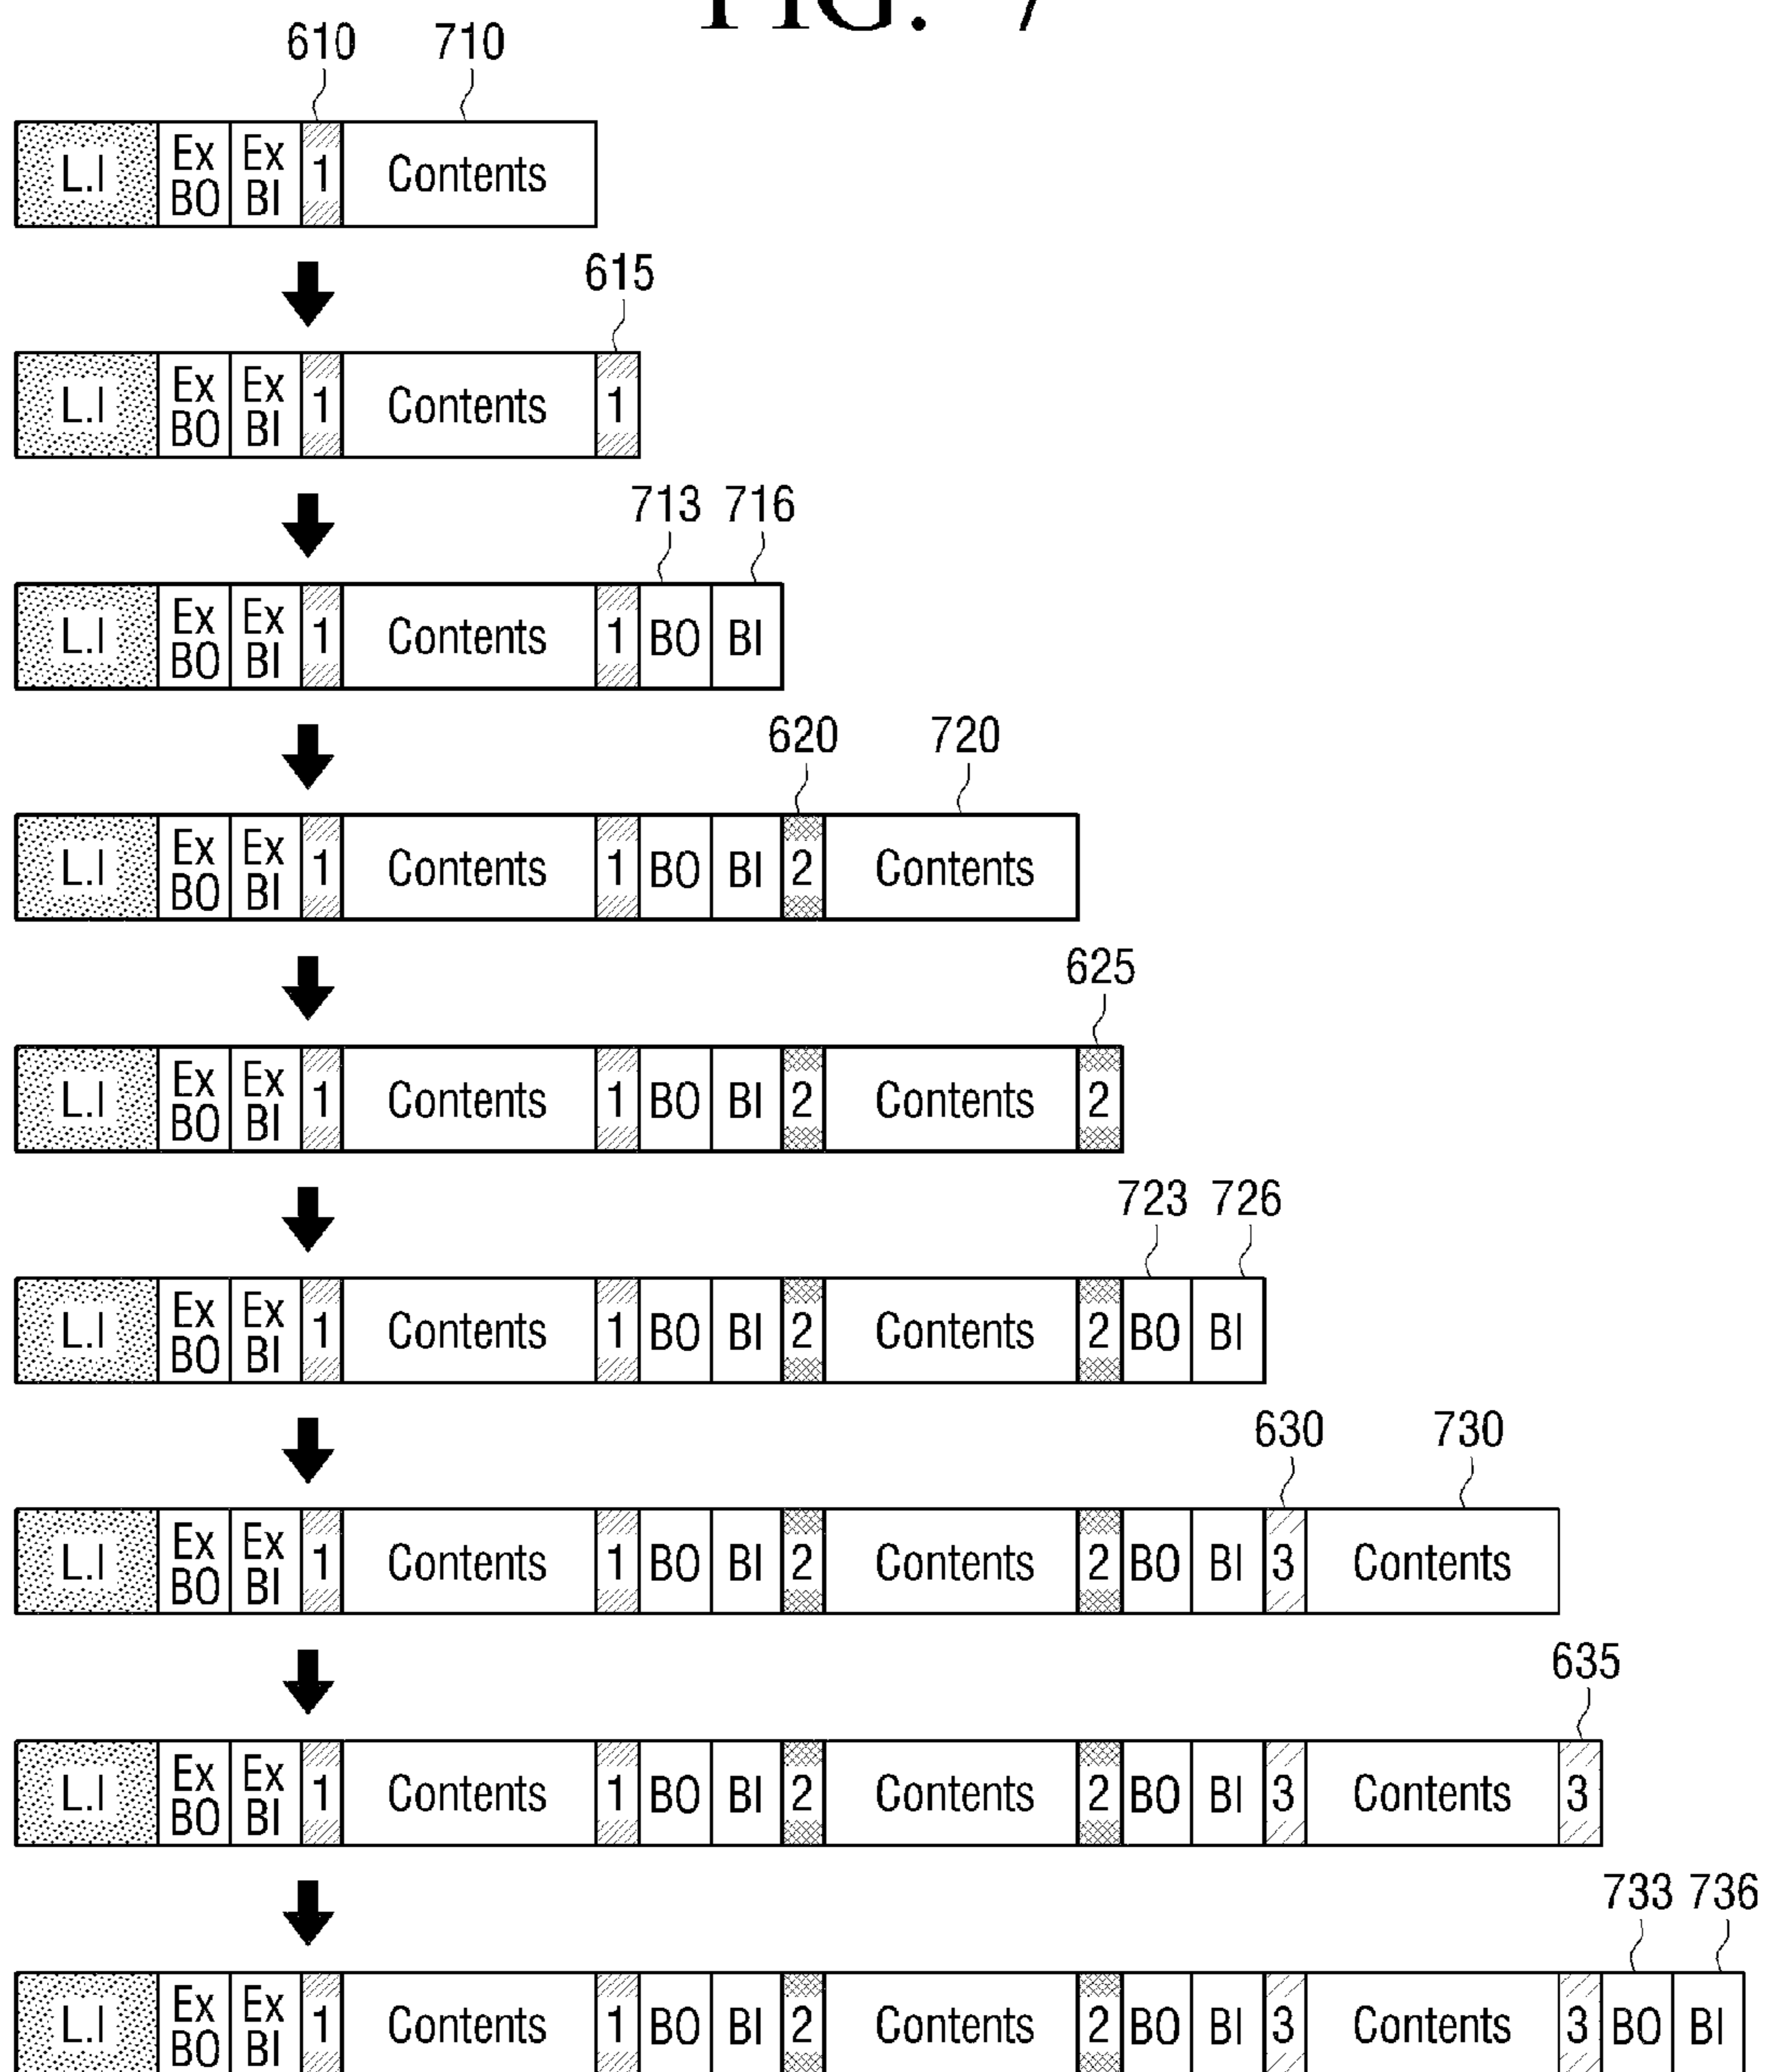 FIG. 7
610 710
L.I Ex BO Ex BI 1 Contents
615
L.I Ex BO Ex BI 1 Contents 1
713 716
L.I Ex BO Ex BI 1 Contents 1 BO BI
620 720
L.I Ex BO Ex BI 1 Contents 1 BO BI 2 Contents
625
L.I Ex BO Ex BI 1 Contents 1 BO BI 2 Contents 2
723 726
L.I Ex BO Ex BI 1 Contents 1 BO BI 2 Contents 2 BO BI
630 730
L.I Ex BO Ex BI 1 Contents 1 BO BI 2 Contents 2 BO BI 3 Contents
635
L.I Ex BO Ex BI 1 Contents 1 BO BI 2 Contents 2 BO BI 3 Contents 3
733 736
L.I Ex BO Ex BI 1 Contents 1 BO BI 2 Contents 2 BO BI 3 Contents 3 BO BI